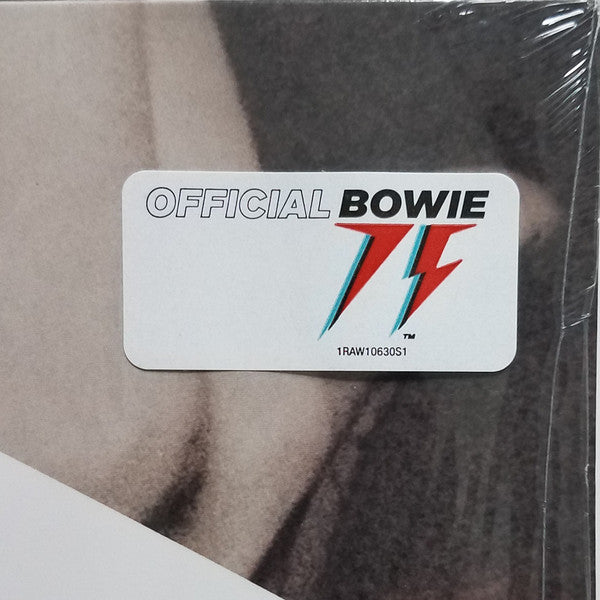 OFFICIAL BOWIE
75
™
1RAW10630S1